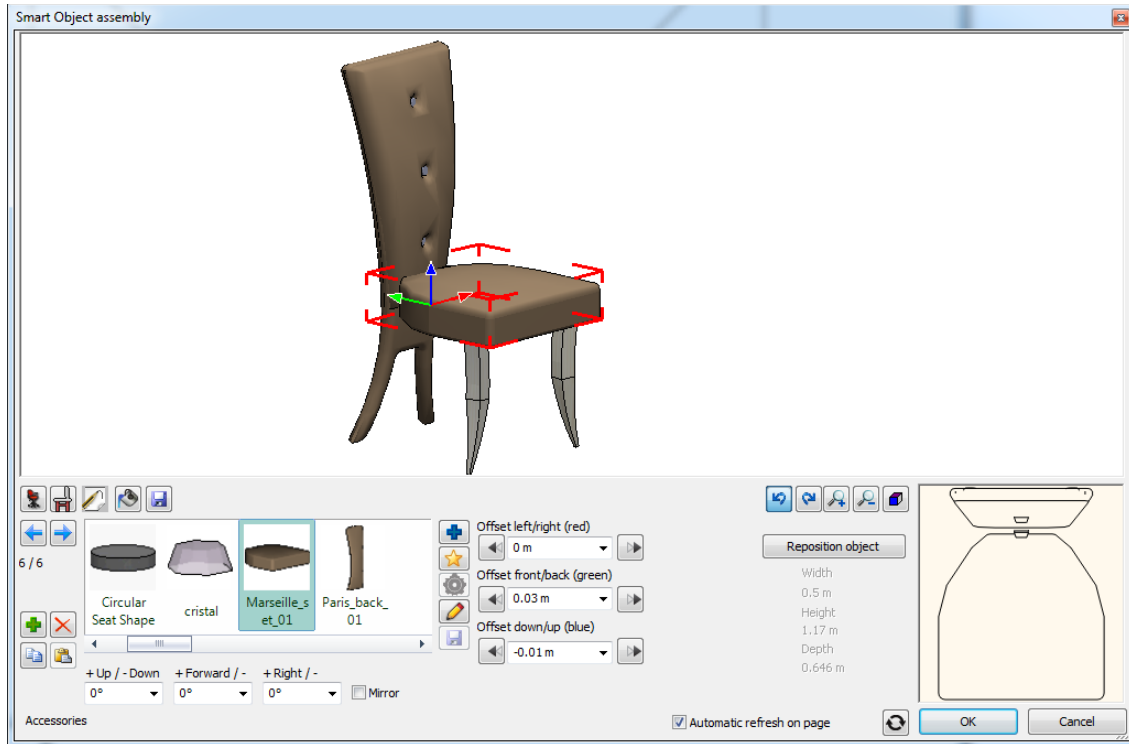 Smart Object assembly
6 / 6
Circular
Seat Shape
cristal
Marseille_s
et_01
Paris_back_
01
Offset left/right (red)
0 m
Offset front/back (green)
0.03 m
Offset down/up (blue)
-0.01 m
Reposition object
Width
0.5 m
Height
1.17 m
Depth
0.646 m
+ Up / - Down
+ Forward / -
+ Right / -
0°
0°
0°
Mirror
Accessories
Automatic refresh on page
OK
Cancel